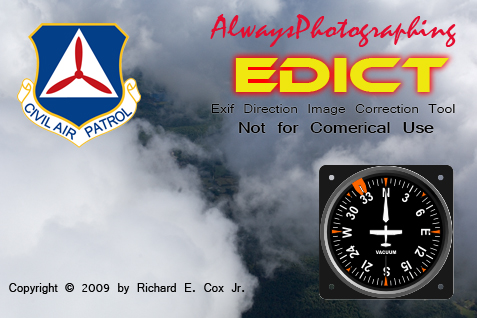 AlwaysPhotographing
EDICT
Exif Direction Image Correction Tool
Not for Comerical Use
CIVIL AIR PATROL
N 3 6 E 12 15 S 21 24 W 30 33
VACUUM
Copyright © 2009 by Richard E. Cox Jr.